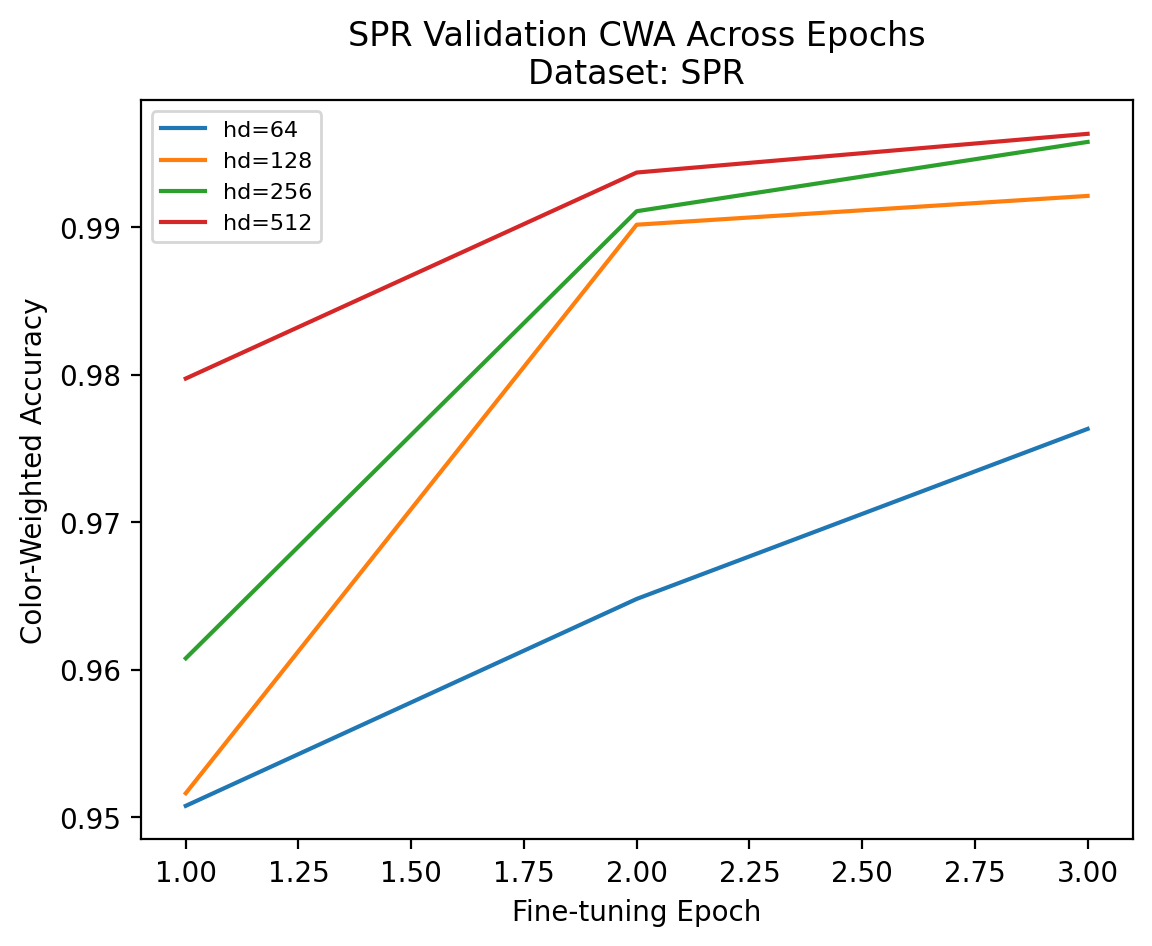 SPR Validation CWA Across Epochs
Dataset: SPR
hd=64
hd=128
hd=256
hd=512
Color-Weighted Accuracy
0.99
0.98
0.97
0.96
0.95
1.00 1.25 1.50 1.75 2.00 2.25 2.50 2.75 3.00
Fine-tuning Epoch